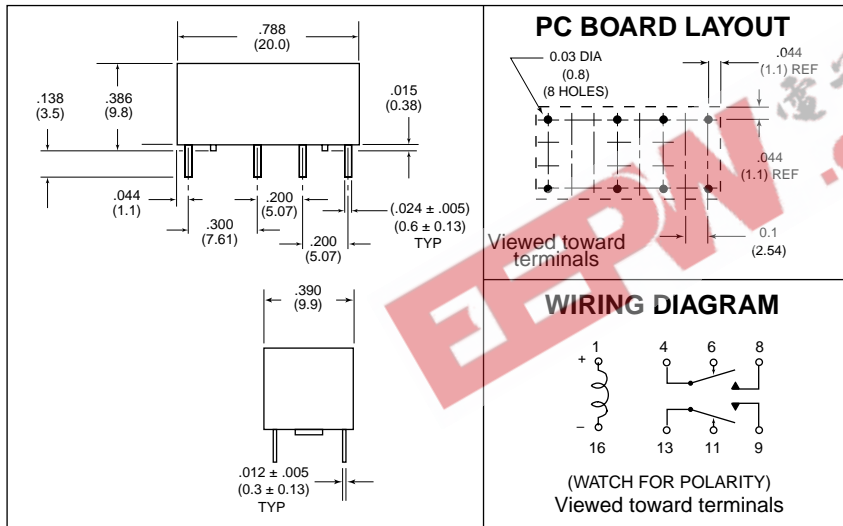 .788
(20.0)
.138
(3.5)
.386
(9.8)
.015
(0.38)
.044
(1.1)
.300
(7.61)
.200
(5.07)
.200
(5.07)
(.024 ± .005)
(0.6 ± 0.13)
TYP
.390
(9.9)
.012 ± .005
(0.3 ± 0.13)
TYP
PC BOARD LAYOUT
0.03 DIA
(0.8)
(8 HOLES)
.044
(1.1) REF
.044
(1.1) REF
0.1
(2.54)
Viewed toward
terminals
EEPW
WIRING DIAGRAM
1 4 6 8
+
−
16 13 11 9
(WATCH FOR POLARITY)
Viewed toward terminals